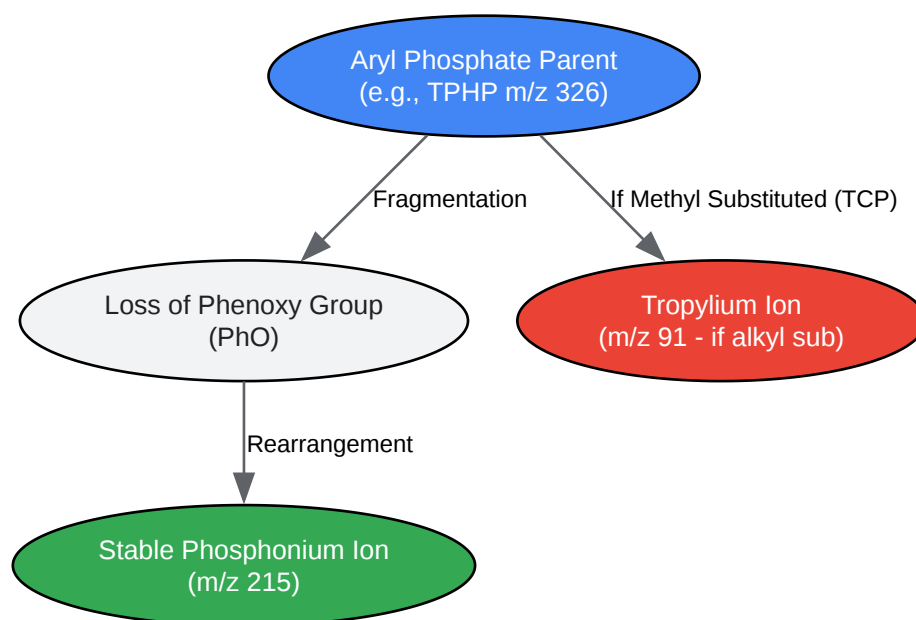 Aryl Phosphate Parent
(e.g., TPHP m/z 326)
Fragmentation
If Methyl Substituted (TCP)
Loss of Phenoxy Group
(PhO)
Tropylium Ion
(m/z 91 - if alkyl sub)
Rearrangement
Stable Phosphonium Ion
(m/z 215)